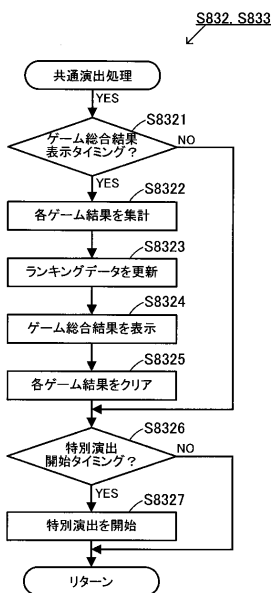 S832, S833
共通演出処理
YES
S8321
ゲーム総合結果
表示タイミング？
NO
YES
S8322
各ゲーム結果を集計
S8323
ランキングデータを更新
S8324
ゲーム総合結果を表示
S8325
各ゲーム結果をクリア
S8326
特別演出
開始タイミング？
NO
YES
S8327
特別演出を開始
リターン